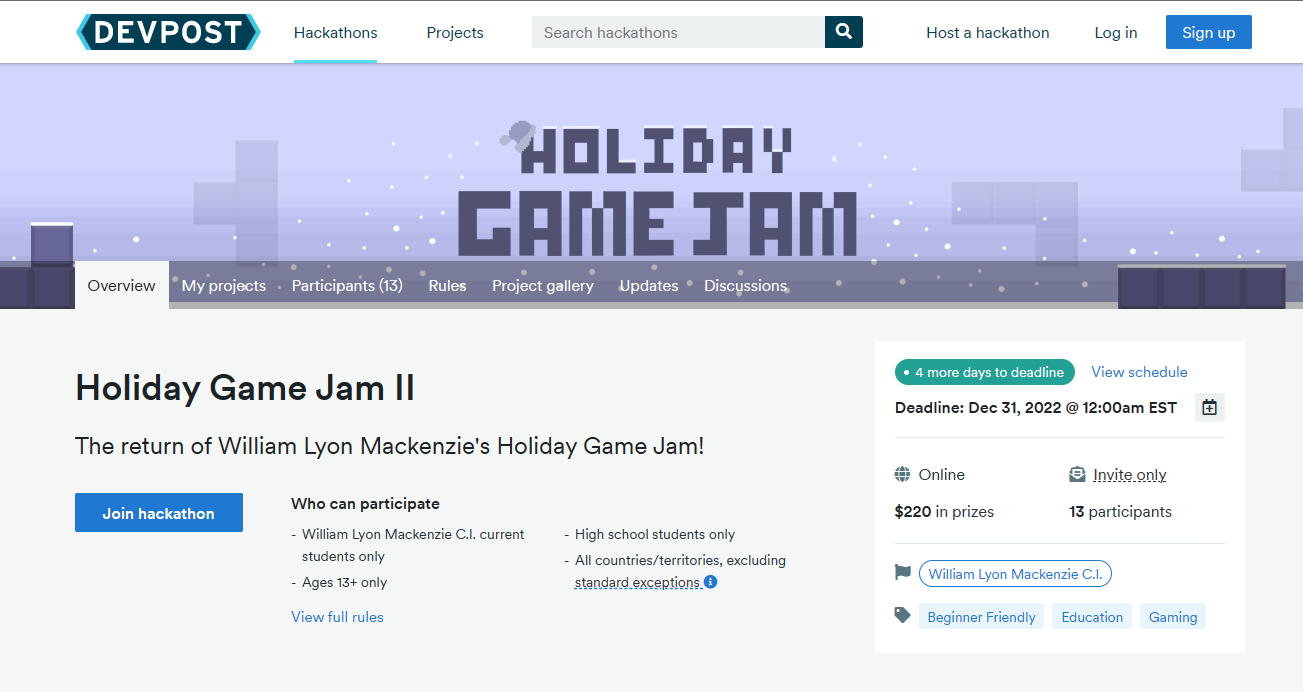 DEVPOST Hackathons Projects Search hackathons Host a hackathon Log in Sign up
HOLIDAY
GAME JAM
Overview My projects Participants (13) Rules Project gallery Updates Discussions
Holiday Game Jam II
The return of William Lyon Mackenzie's Holiday Game Jam!
Join hackathon
Who can participate
- William Lyon Mackenzie C.I. current
students only
- Ages 13+ only
- High school students only
- All countries/territories, excluding
standard exceptions i
View full rules
4 more days to deadline View schedule
Deadline: Dec 31, 2022 @ 12:00am EST
Online Invite only
$220 in prizes 13 participants
William Lyon Mackenzie C.I.
Beginner Friendly Education Gaming